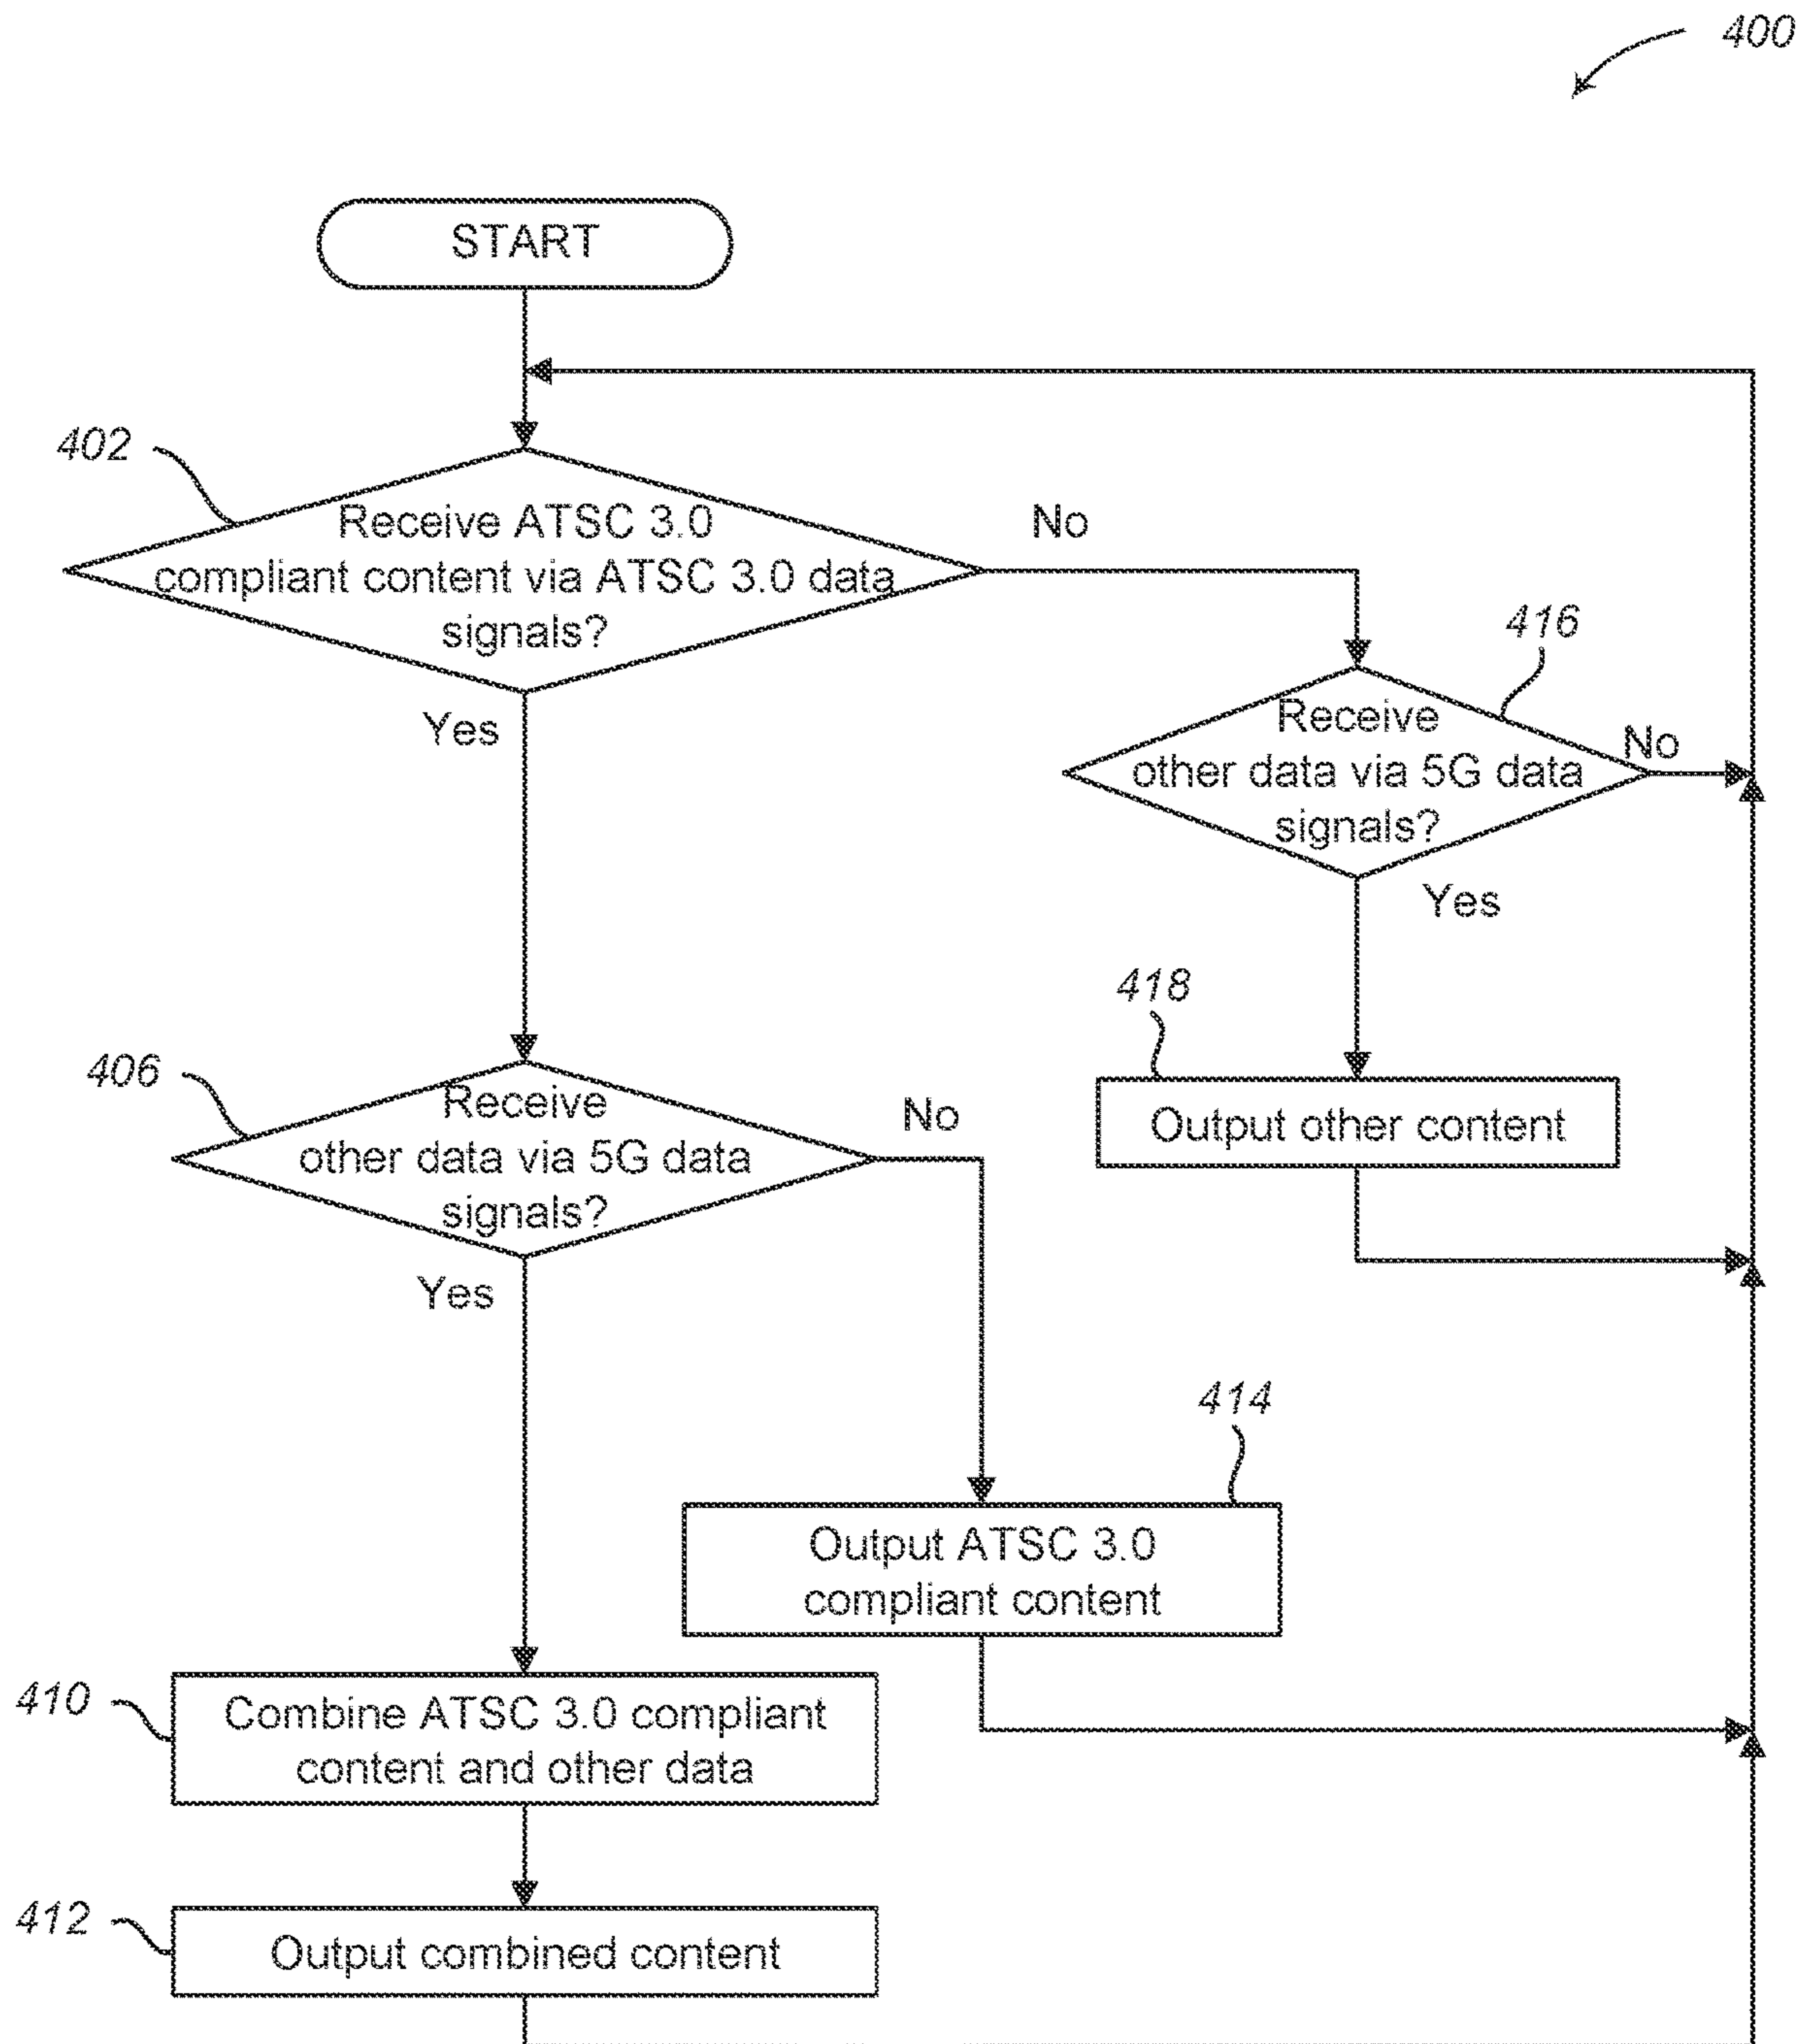 400
START
402
Receive ATSC 3.0
compliant content via ATSC 3.0 data
signals?
No
Yes
416
Receive
other data via 5G data
signals?
No
Yes
418
Output other content
406
Receive
other data via 5G data
signals?
No
Yes
414
Output ATSC 3.0
compliant content
410
Combine ATSC 3.0 compliant
content and other data
412
Output combined content